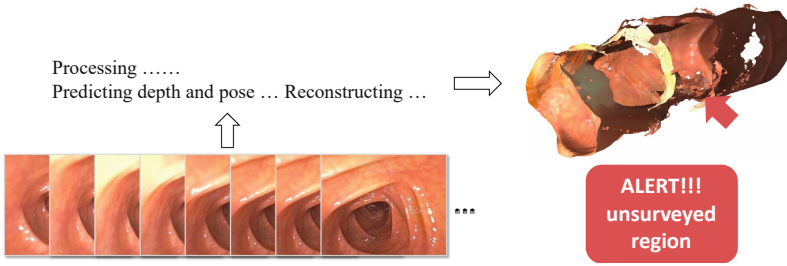 Processing ……
Predicting depth and pose … Reconstructing …
ALERT!!!
unsurveyed
region